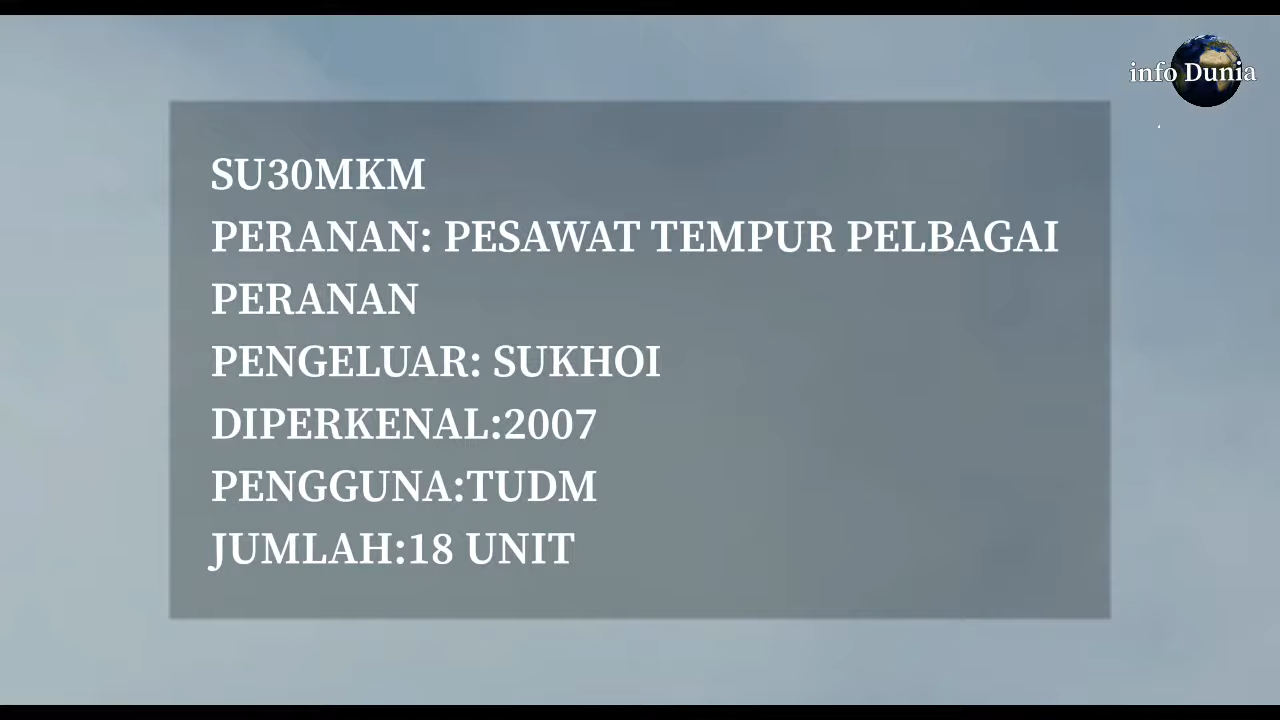 info Dunia
SU30MKM
PERANAN: PESAWAT TEMPUR PELBAGAI
PERANAN
PENGELUAR: SUKHOI
DIPERKENAL:2007
PENGGUNA:TUDM
JUMLAH:18 UNIT